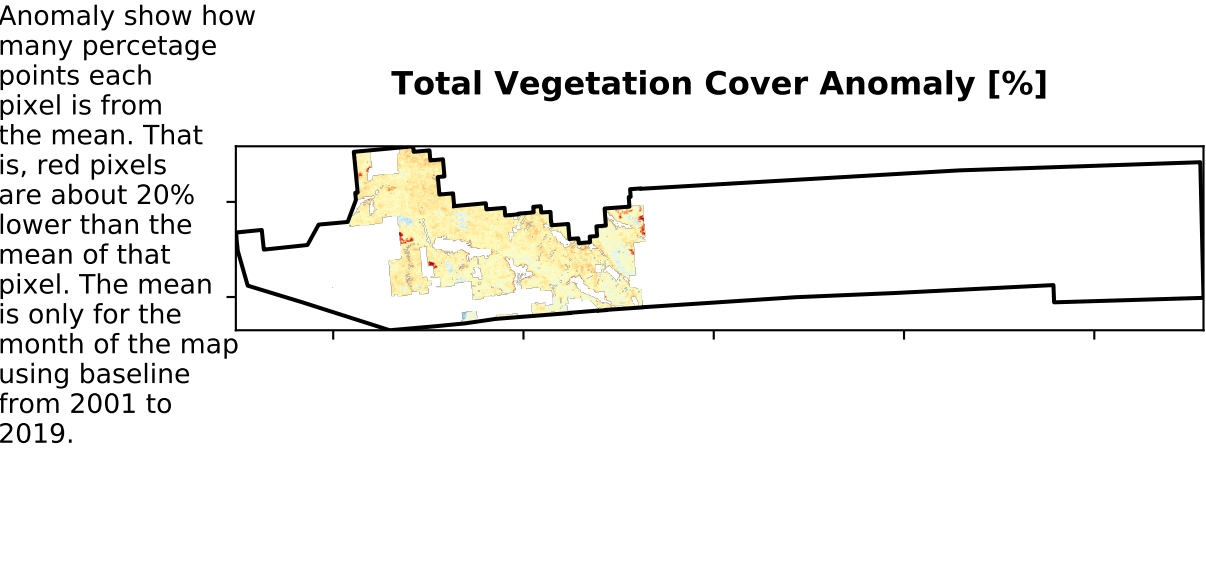 Anomaly show how
many percetage
points each
pixel is from
the mean. That
is, red pixels
are about 20%
lower than the
mean of that
pixel. The mean
is only for the
month of the map
using baseline
from 2001 to
2019.
Total Vegetation Cover Anomaly [%]